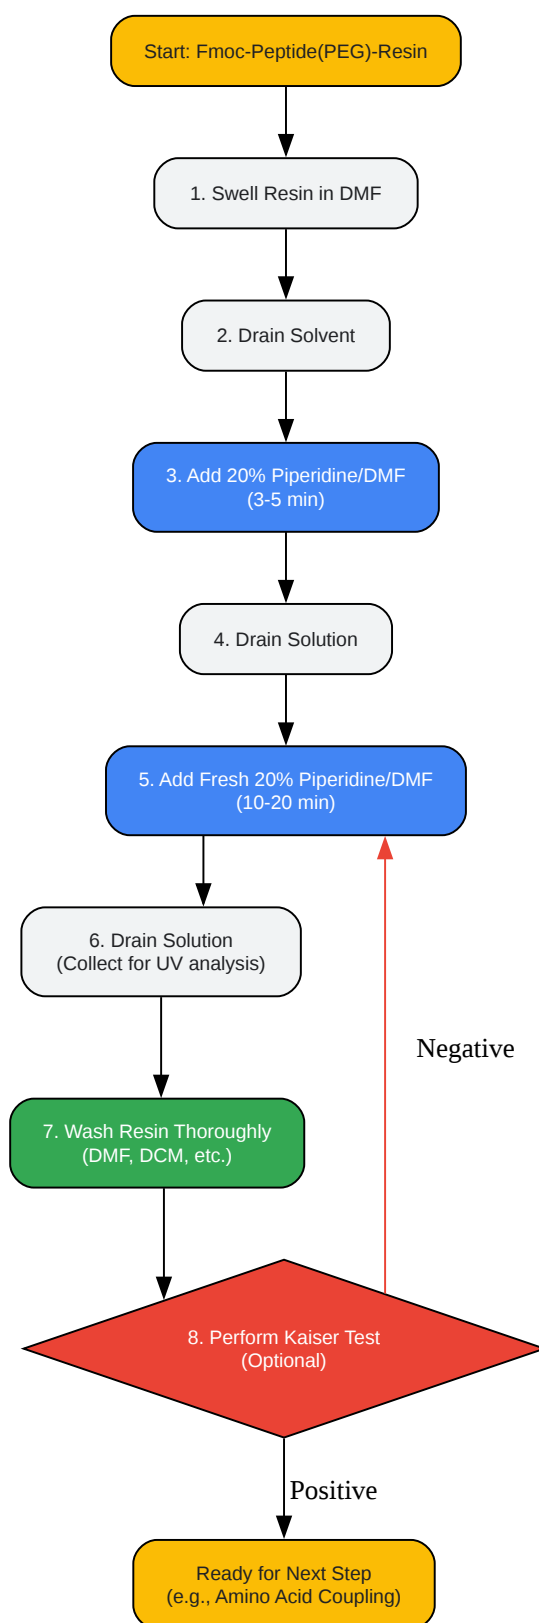 Start: Fmoc-Peptide(PEG)-Resin
1. Swell Resin in DMF
2. Drain Solvent
3. Add 20% Piperidine/DMF
(3-5 min)
4. Drain Solution
5. Add Fresh 20% Piperidine/DMF
(10-20 min)
6. Drain Solution
(Collect for UV analysis)
Negative
7. Wash Resin Thoroughly
(DMF, DCM, etc.)
8. Perform Kaiser Test
(Optional)
Positive
Ready for Next Step
(e.g., Amino Acid Coupling)